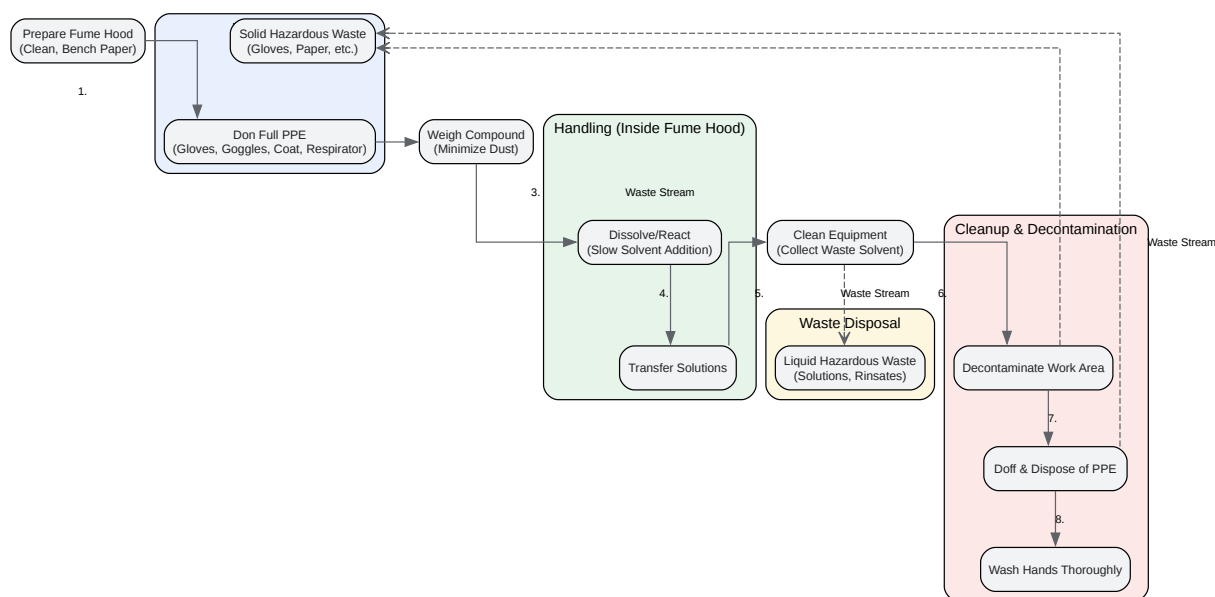 Prepare Fume Hood
(Clean, Bench Paper)
Solid Hazardous Waste
(Gloves, Paper, etc.)
1.
Don Full PPE
(Gloves, Goggles, Coat, Respirator)
Weigh Compound
(Minimize Dust)
Handling (Inside Fume Hood)
3.
Waste Stream
Dissolve/React
(Slow Solvent Addition)
Clean Equipment
(Collect Waste Solvent)
Cleanup & Decontamination
Waste Stream
4.
5.
Waste Stream
6.
Waste Disposal
Transfer Solutions
Liquid Hazardous Waste
(Solutions, Rinsates)
Decontaminate Work Area
7.
Doff & Dispose of PPE
8.
Wash Hands Thoroughly